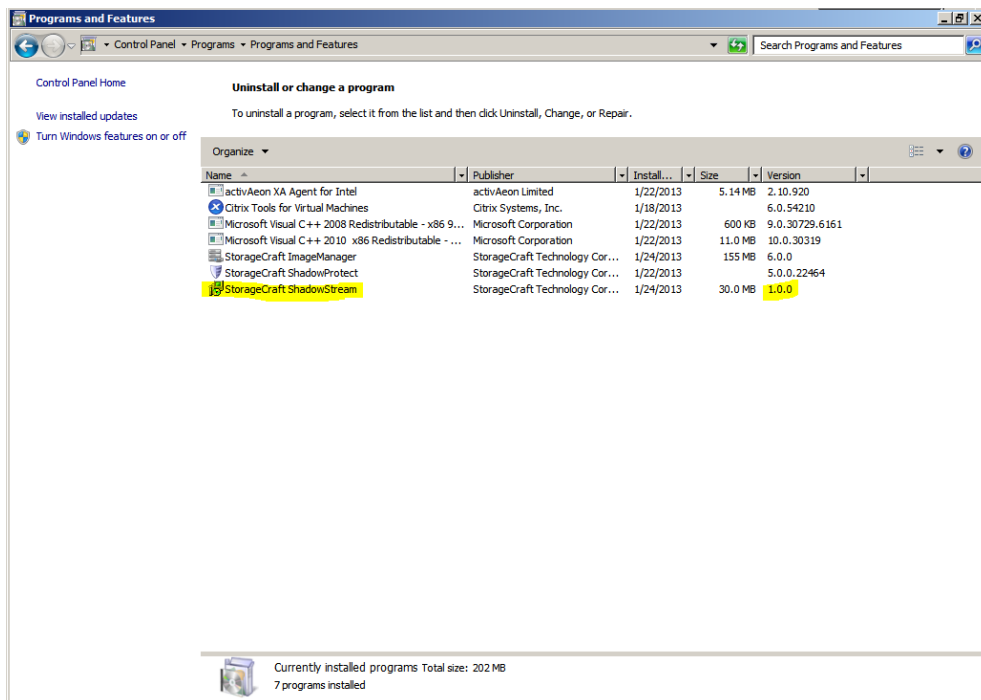 Programs and Features
Control Panel Programs Programs and Features Search Programs and Features
Control Panel Home
View installed updates
Turn Windows features on or off
Uninstall or change a program
To uninstall a program, select it from the list and then click Uninstall, Change, or Repair.
Organize
Name Publisher Install... Size Version
activAeon XA Agent for Intel activAeon Limited 1/22/2013 5.14 MB 2.10.920
Citrix Tools for Virtual Machines Citrix Systems, Inc. 1/18/2013 6.0.54210
Microsoft Visual C++ 2008 Redistributable - x86 9... Microsoft Corporation 1/22/2013 600 KB 9.0.30729.6161
Microsoft Visual C++ 2010 x86 Redistributable - ... Microsoft Corporation 1/22/2013 11.0 MB 10.0.30319
StorageCraft ImageManager StorageCraft Technology Cor... 1/24/2013 155 MB 6.0.0
StorageCraft ShadowProtect StorageCraft Technology Cor... 1/22/2013 5.0.0.22464
StorageCraft ShadowStream StorageCraft Technology Cor... 1/24/2013 30.0 MB 1.0.0
Currently installed programs Total size: 202 MB
7 programs installed